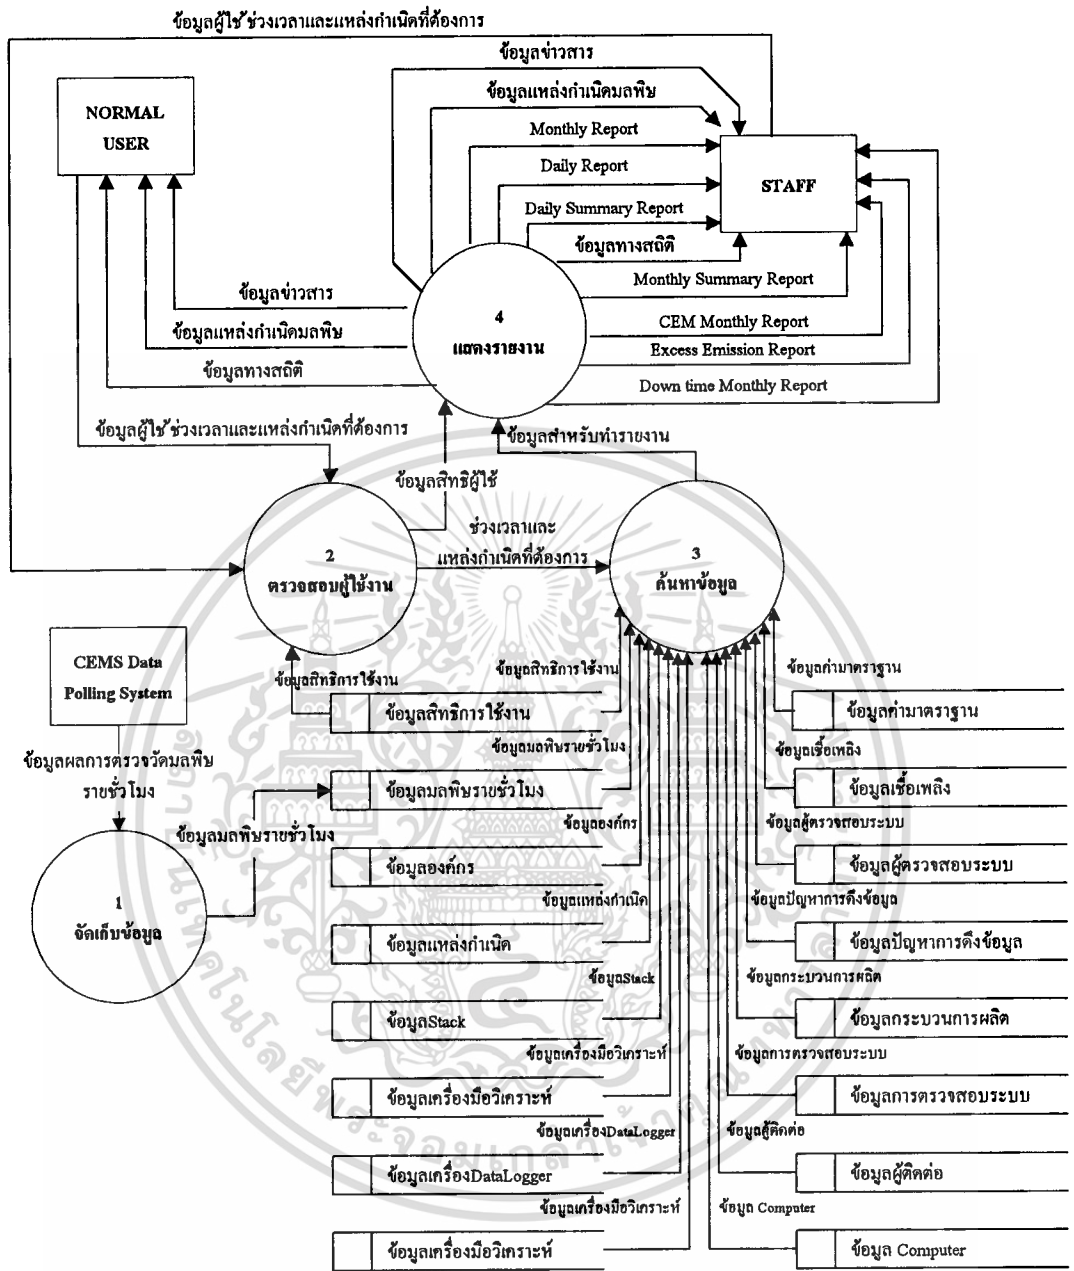 ข้อมูลผู้ใช้ ช่วงเวลาและแหล่งกำเนิดที่ต้องการ
ข้อมูลข่าวสาร
ข้อมูลแหล่งกำเนิดมลพิษ
NORMAL
USER
Monthly Report
Daily Report
STAFF
Daily Summary Report
ข้อมูลทางสถิติ
Monthly Summary Report
ข้อมูลข่าวสาร
4
แสดงรายงาน
CEM Monthly Report
ข้อมูลแหล่งกำเนิดมลพิษ
Excess Emission Report
ข้อมูลทางสถิติ
Down time Monthly Report
ข้อมูลผู้ใช้ ช่วงเวลาและแหล่งกำเนิดที่ต้องการ
ข้อมูลสำหรับทำรายงาน
ข้อมูลสิทธิผู้ใช้
ช่วงเวลาและ
แหล่งกำเนิดที่ต้องการ
2
ตรวจสอบผู้ใช้งาน
3
ค้นหาข้อมูล
CEMS Data
Polling System
ข้อมูลสิทธิการใช้งาน
ข้อมูลสิทธิการใช้งาน
ข้อมูลค่ามาตราฐาน
ข้อมูลสิทธิการใช้งาน
ข้อมูลค่ามาตราฐาน
ข้อมูลผลการตรวจวัดมลพิษ
รายชั่วโมง
ข้อมูลมลพิษรายชั่วโมง
ข้อมูลเชื้อเพลิง
ข้อมูลมลพิษรายชั่วโมง
ข้อมูลเชื้อเพลิง
ข้อมูลมลพิษรายชั่วโมง
ข้อมูลองค์กร
ข้อมูลผู้ตรวจสอบระบบ
ข้อมูลองค์กร
ข้อมูลผู้ตรวจสอบระบบ
1
จัดเก็บข้อมูล
ข้อมูลแหล่งกำเนิด
ข้อมูลปัญหาการดึงข้อมูล
ข้อมูลแหล่งกำเนิด
ข้อมูลปัญหาการดึงข้อมูล
ข้อมูลStack
ข้อมูลกระบวนการผลิต
ข้อมูลStack
ข้อมูลกระบวนการผลิต
ข้อมูลเครื่องมือวิเคราะห์
ข้อมูลการตรวจสอบระบบ
ข้อมูลเครื่องมือวิเคราะห์
ข้อมูลการตรวจสอบระบบ
ข้อมูลเครื่องDataLogger
ข้อมูลผู้ติดต่อ
ข้อมูลเครื่องDataLogger
ข้อมูลผู้ติดต่อ
ข้อมูลเครื่องมือวิเคราะห์
ข้อมูล Computer
ข้อมูลเครื่องมือวิเคราะห์
ข้อมูล Computer